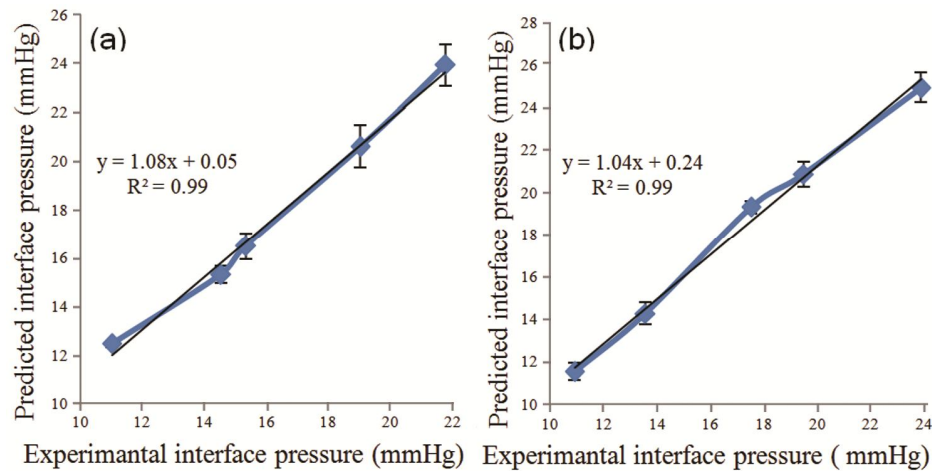 (a)
Predicted interface pressure (mmHg)
26
24
22
20
18
16
14
12
10
y = 1.08x + 0.05
R² = 0.99
10 12 14 16 18 20 22
Experimantal interface pressure (mmHg)
(b)
Predicted interface pressure (mmHg)
28
26
24
22
20
18
16
14
12
10
y = 1.04x + 0.24
R² = 0.99
10 12 14 16 18 20 22 24
Experimantal interface pressure ( mmHg)